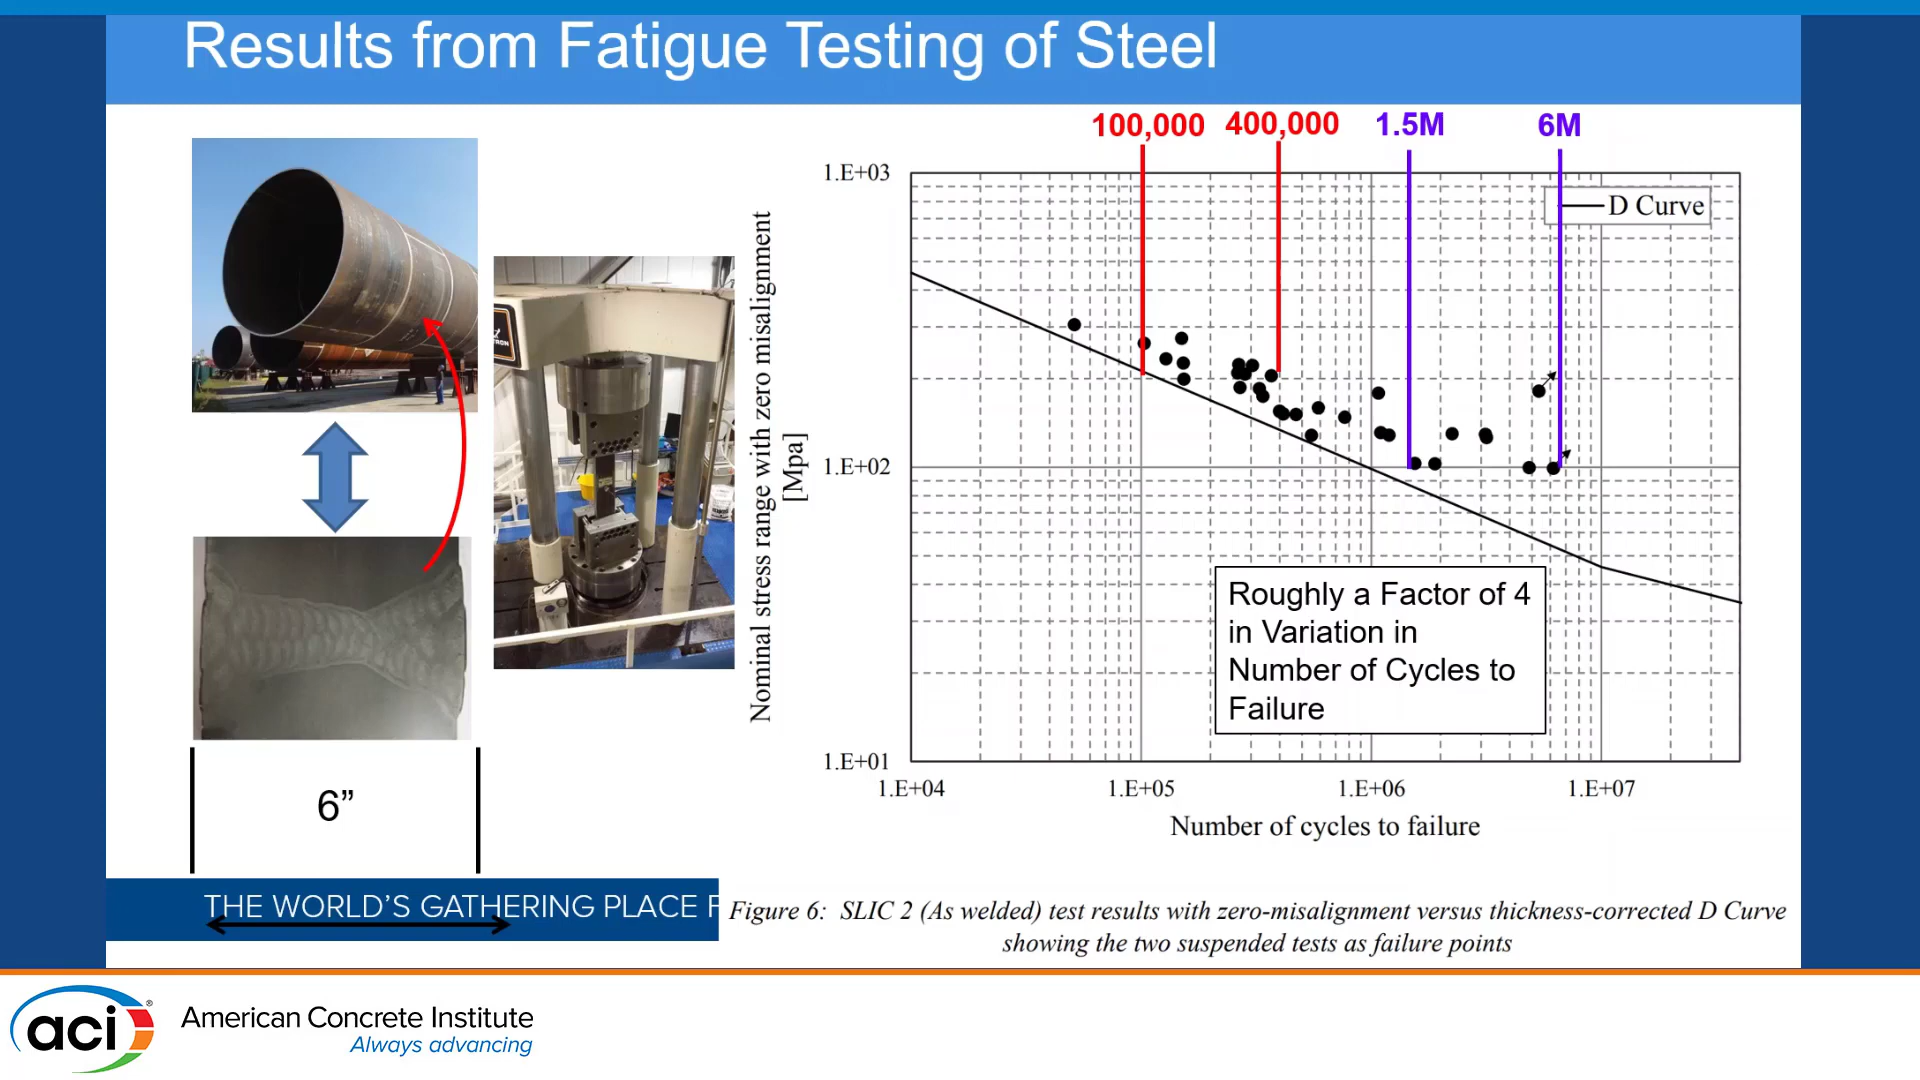 Results from Fatigue Testing of Steel
100,000 400,000 1.5M 6M
1.E+03
D Curve
Nominal stress range with zero misalignment
[Mpa]
1.E+02
Roughly a Factor of 4
in Variation in
Number of Cycles to
Failure
1.E+01
1.E+04 1.E+05 1.E+06 1.E+07
Number of cycles to failure
6”
THE WORLD’S GATHERING PLACE F
Figure 6: SLIC 2 (As welded) test results with zero-misalignment versus thickness-corrected D Curve
showing the two suspended tests as failure points
aci®
American Concrete Institute
Always advancing